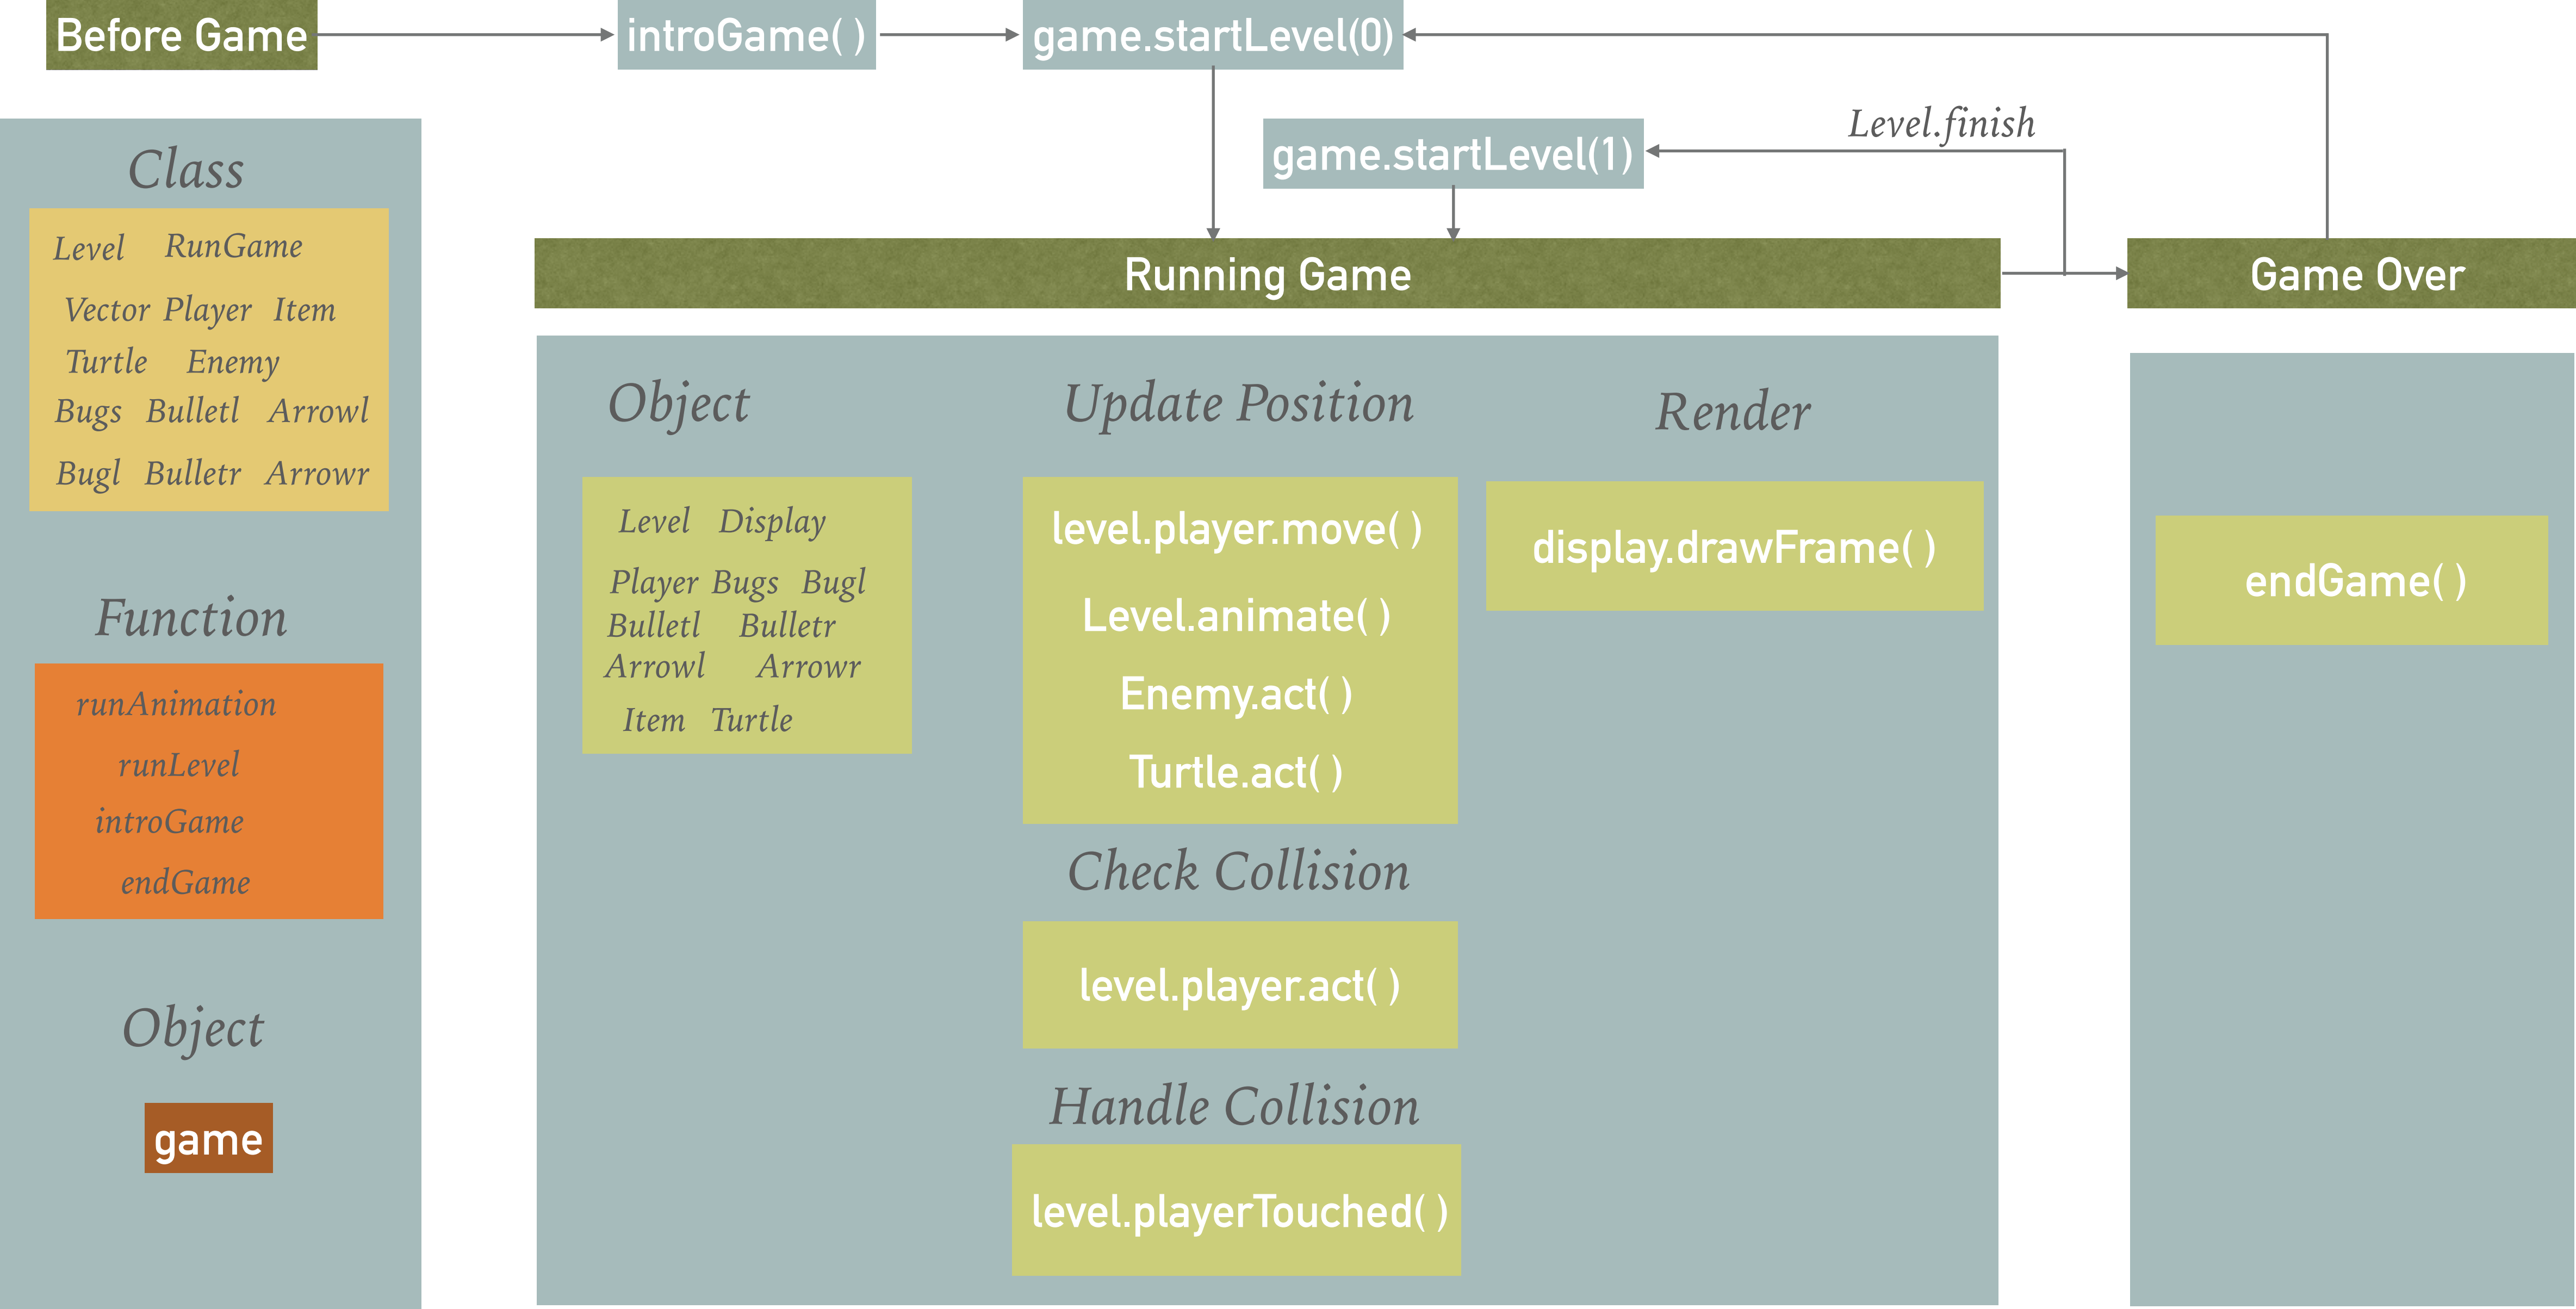 Before Game
introGame( )
game.startLevel(0)
Level.finish
game.startLevel(1)
Running Game
Game Over
Class
Level RunGame
Vector Player Item
Turtle Enemy
Bugs Bulletl Arrowl
Bugl Bulletr Arrowr
Function
runAnimation
runLevel
introGame
endGame
Object
game
Object
Level Display
Player Bugs Bugl
Bulletl Bulletr
Arrowl Arrowr
Item Turtle
Update Position
level.player.move( )
Level.animate( )
Enemy.act( )
Turtle.act( )
Check Collision
level.player.act( )
Handle Collision
level.playerTouched( )
Render
display.drawFrame( )
endGame( )